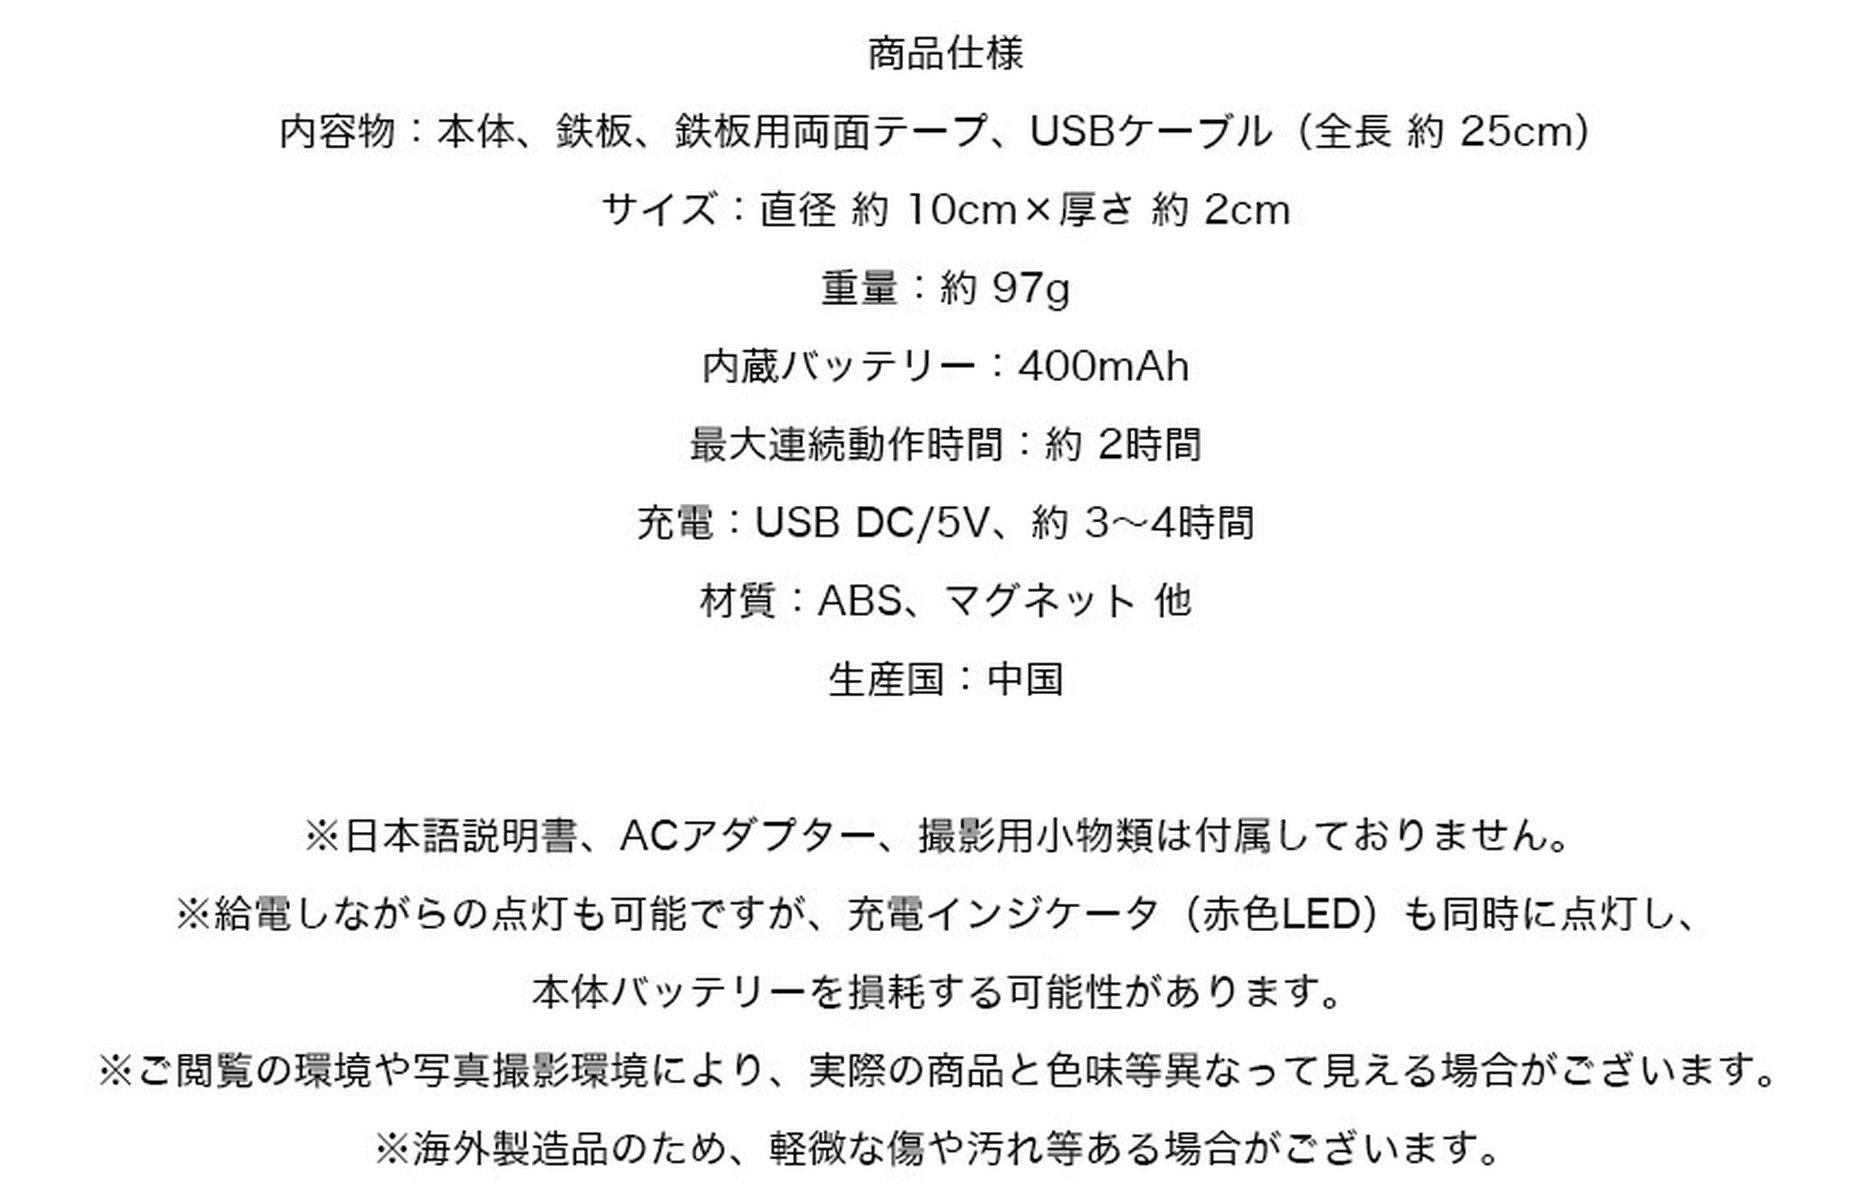 商品仕様
内容物：本体、鉄板、鉄板用両面テープ、USBケーブル（全長 約 25cm）
サイズ：直径 約 10cm×厚さ 約 2cm
重量：約 97g
内蔵バッテリー：400mAh
最大連続動作時間：約 2時間
充電：USB DC/5V、約 3〜4時間
材質：ABS、マグネット 他
生産国：中国
※日本語説明書、ACアダプター、撮影用小物類は付属しておりません。
※給電しながらの点灯も可能ですが、充電インジケータ（赤色LED）も同時に点灯し、
本体バッテリーを損耗する可能性があります。
※ご閲覧の環境や写真撮影環境により、実際の商品と色味等異なって見える場合がございます。
※海外製造品のため、軽微な傷や汚れ等ある場合がございます。